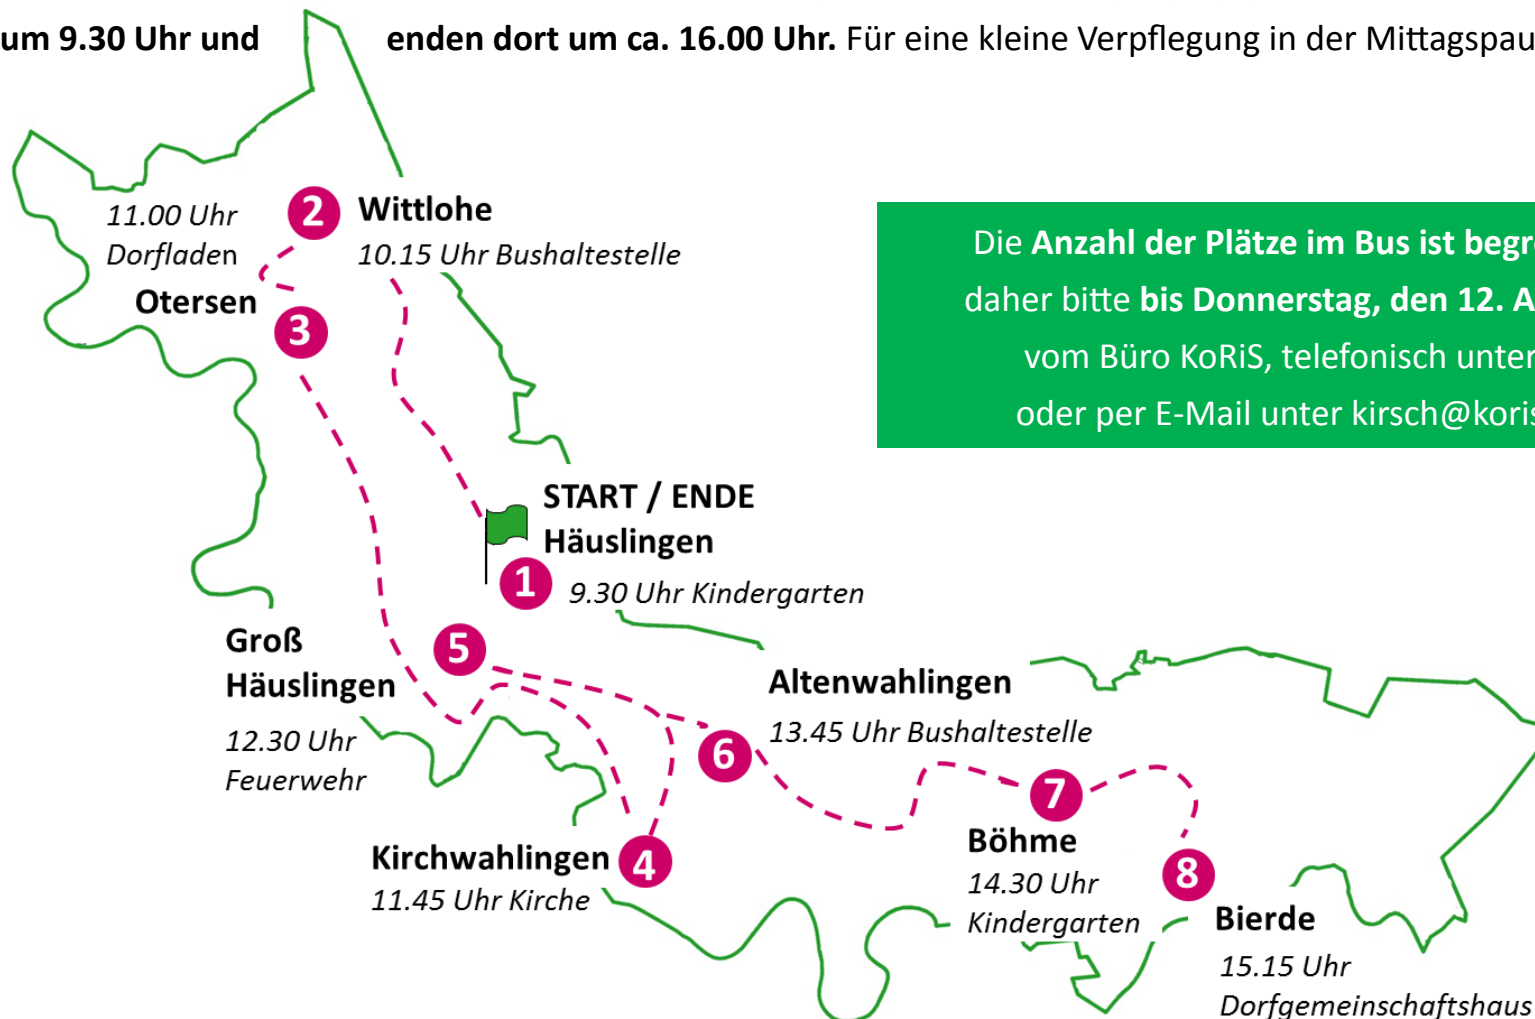 um 9.30 Uhr und enden dort um ca. 16.00 Uhr. Für eine kleine Verpflegung in der Mittagspau
11.00 Uhr
Dorfladen
Otersen
3
2 Wittlohe
10.15 Uhr Bushaltestelle
Die Anzahl der Plätze im Bus ist begr
daher bitte bis Donnerstag, den 12. A
vom Büro KoRiS, telefonisch unter
oder per E-Mail unter kirsch@koris
START / ENDE
Häuslingen
1 9.30 Uhr Kindergarten
Groß
Häuslingen
5
12.30 Uhr
Feuerwehr
Altenwahlingen
13.45 Uhr Bushaltestelle
6
Kirchwahlingen 4
11.45 Uhr Kirche
7
Böhme
14.30 Uhr
Kindergarten
8
Bierde
15.15 Uhr
Dorfgemeinschaftshaus